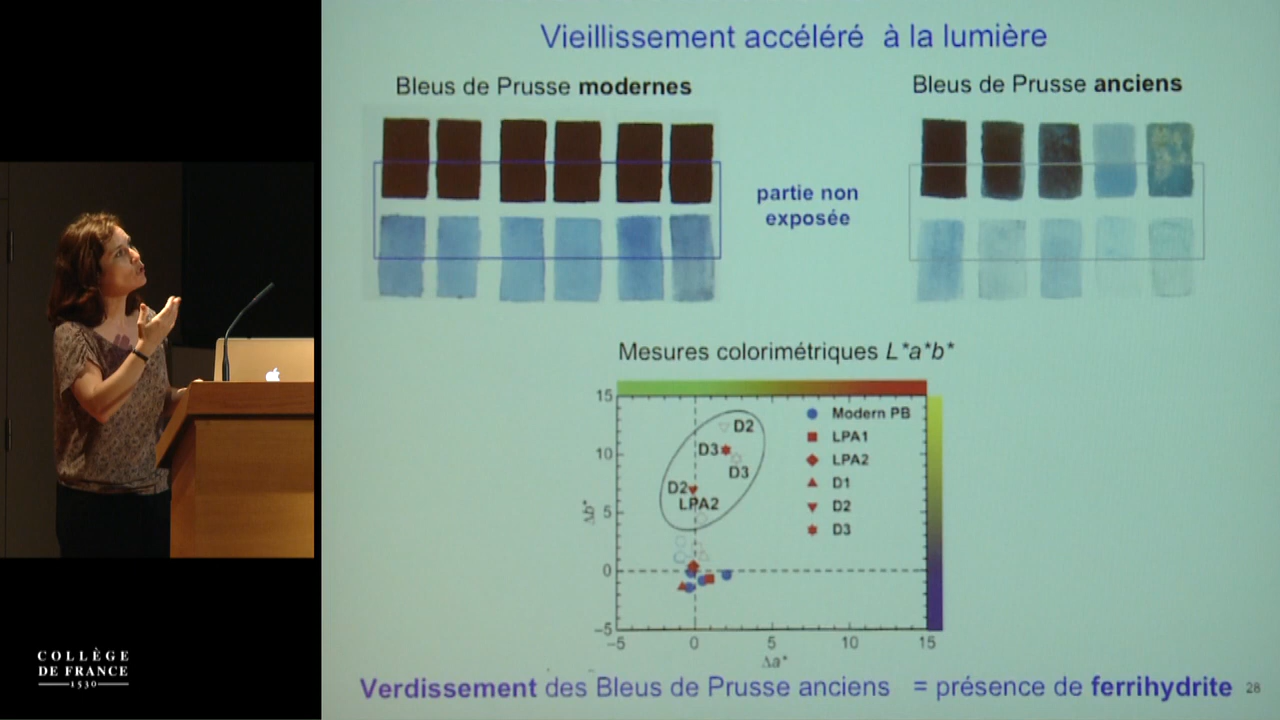 Vieillissement accéléré à la lumière
Bleus de Prusse modernes
Bleus de Prusse anciens
partie non
exposée
Mesures colorimétriques L*a*b*
15
10
5
0
−5
Δb*
D2
D3
D3
D2
LPA2
Modern PB
LPA1
LPA2
D1
D2
D3
−5
0
5
10
15
Δa*
Verdissement des Bleus de Prusse anciens = présence de ferrihydrite
28
COLLÈGE
DE FRANCE
1530